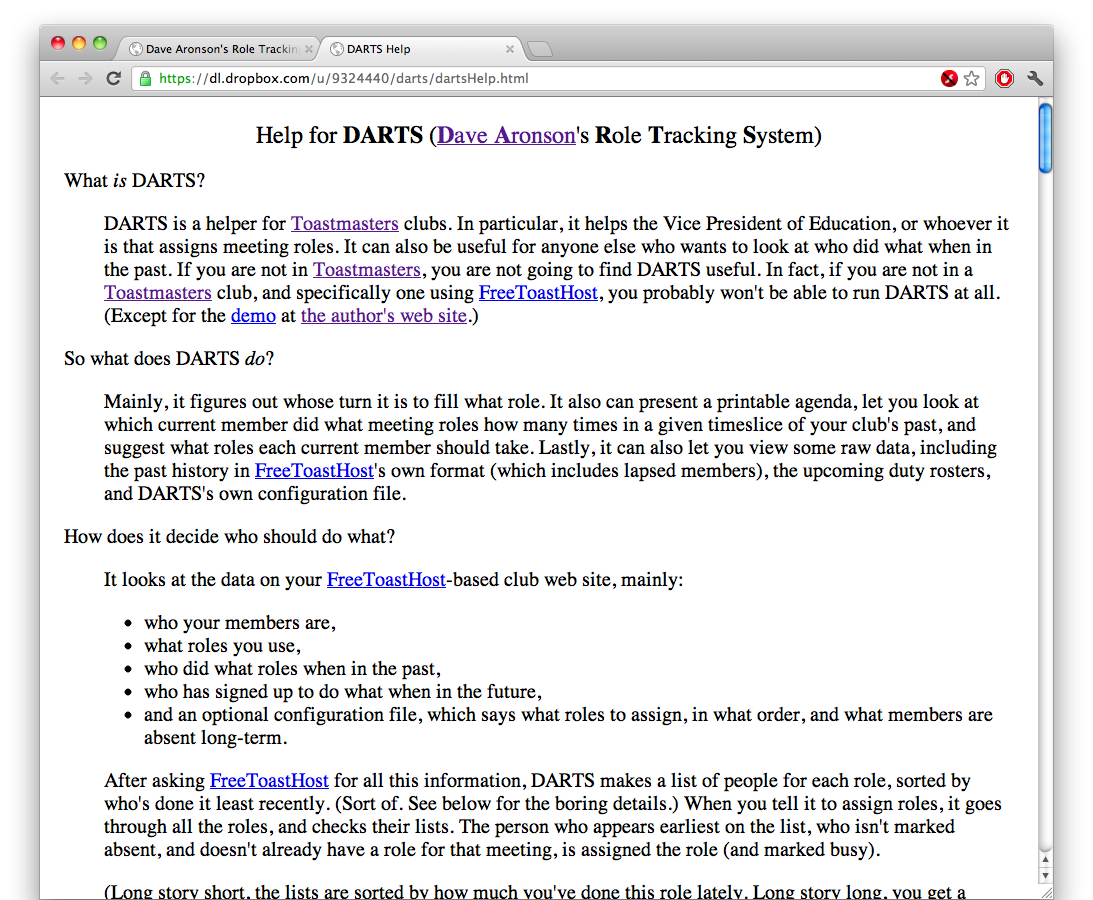 Dave Aronson's Role Trackin
DARTS Help
https://dl.dropbox.com/u/9324440/darts/dartsHelp.html
Help for DARTS (Dave Aronson's Role Tracking System)
What is DARTS?
DARTS is a helper for Toastmasters clubs. In particular, it helps the Vice President of Education, or whoever it
is that assigns meeting roles. It can also be useful for anyone else who wants to look at who did what when in
the past. If you are not in Toastmasters, you are not going to find DARTS useful. In fact, if you are not in a
Toastmasters club, and specifically one using FreeToastHost, you probably won't be able to run DARTS at all.
(Except for the demo at the author's web site.)
So what does DARTS do?
Mainly, it figures out whose turn it is to fill what role. It also can present a printable agenda, let you look at
which current member did what meeting roles how many times in a given timeslice of your club's past, and
suggest what roles each current member should take. Lastly, it can also let you view some raw data, including
the past history in FreeToastHost's own format (which includes lapsed members), the upcoming duty rosters,
and DARTS's own configuration file.
How does it decide who should do what?
It looks at the data on your FreeToastHost-based club web site, mainly:
• who your members are,
• what roles you use,
• who did what roles when in the past,
• who has signed up to do what when in the future,
• and an optional configuration file, which says what roles to assign, in what order, and what members are
absent long-term.
After asking FreeToastHost for all this information, DARTS makes a list of people for each role, sorted by
who's done it least recently. (Sort of. See below for the boring details.) When you tell it to assign roles, it goes
through all the roles, and checks their lists. The person who appears earliest on the list, who isn't marked
absent, and doesn't already have a role for that meeting, is assigned the role (and marked busy).
(Long story short, the lists are sorted by how much you've done this role lately. Long story long, you get a